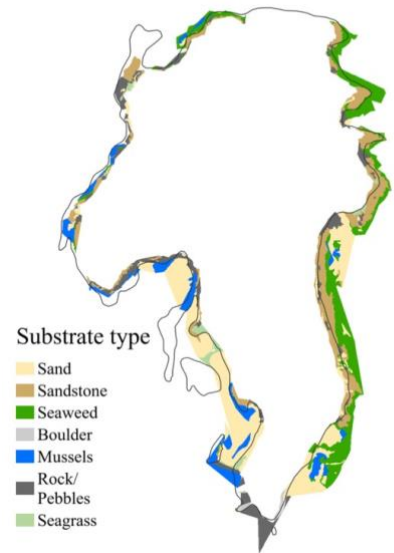 Substrate type
Sand
Sandstone
Seaweed
Boulder
Mussels
Rock/
Pebbles
Seagrass